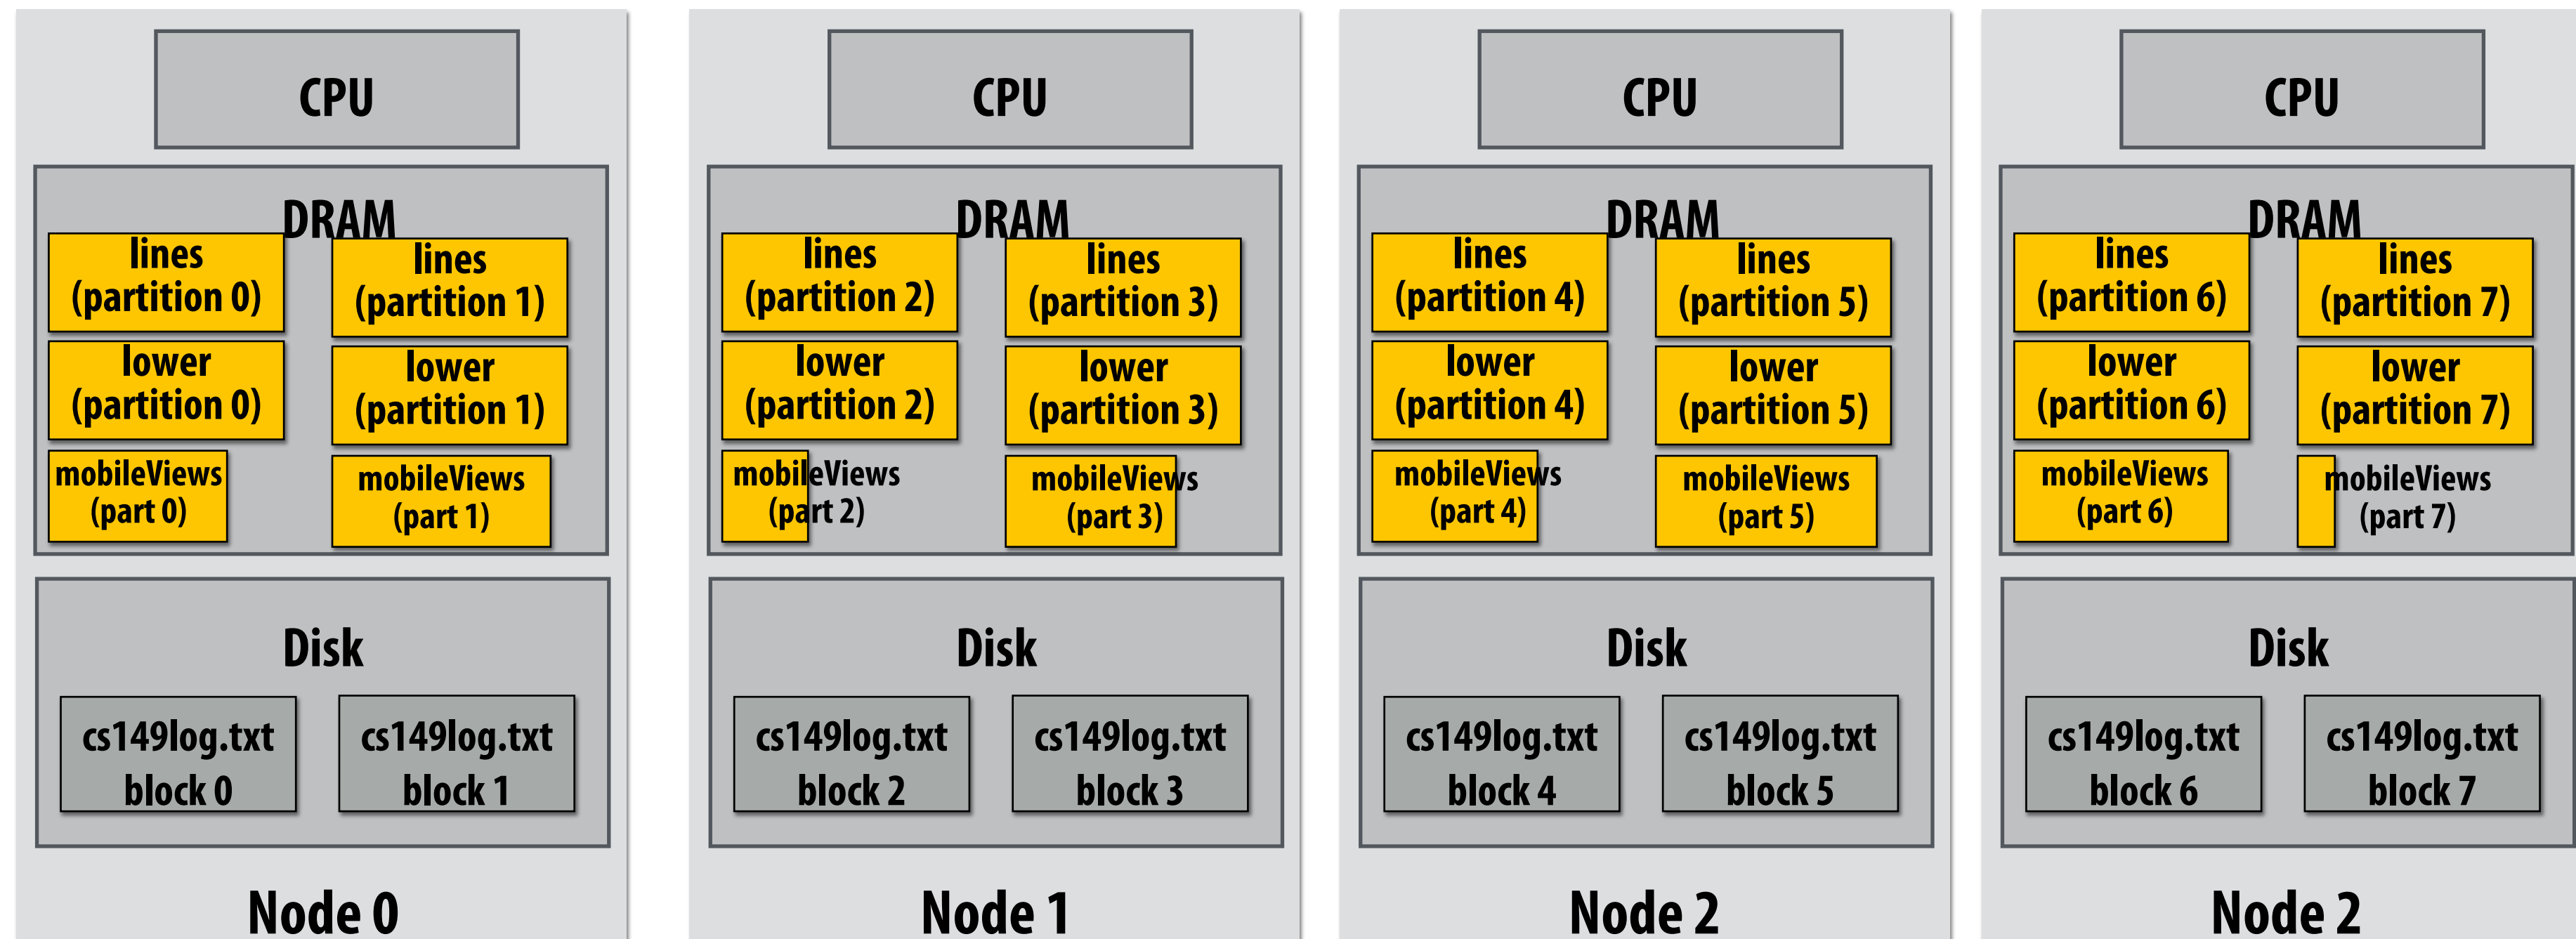 CPU
DRAM
lines
(partition 0)
lines
(partition 1)
lower
(partition 0)
lower
(partition 1)
mobileViews
(part 0)
mobileViews
(part 1)
Disk
cs149log.txt
block 0
cs149log.txt
block 1
Node 0
CPU
DRAM
lines
(partition 2)
lines
(partition 3)
lower
(partition 2)
lower
(partition 3)
mobileViews
(part 2)
mobileViews
(part 3)
Disk
cs149log.txt
block 2
cs149log.txt
block 3
Node 1
CPU
DRAM
lines
(partition 4)
lines
(partition 5)
lower
(partition 4)
lower
(partition 5)
mobileViews
(part 4)
mobileViews
(part 5)
Disk
cs149log.txt
block 4
cs149log.txt
block 5
Node 2
CPU
DRAM
lines
(partition 6)
lines
(partition 7)
lower
(partition 6)
lower
(partition 7)
mobileViews
(part 6)
mobileViews
(part 7)
Disk
cs149log.txt
block 6
cs149log.txt
block 7
Node 2